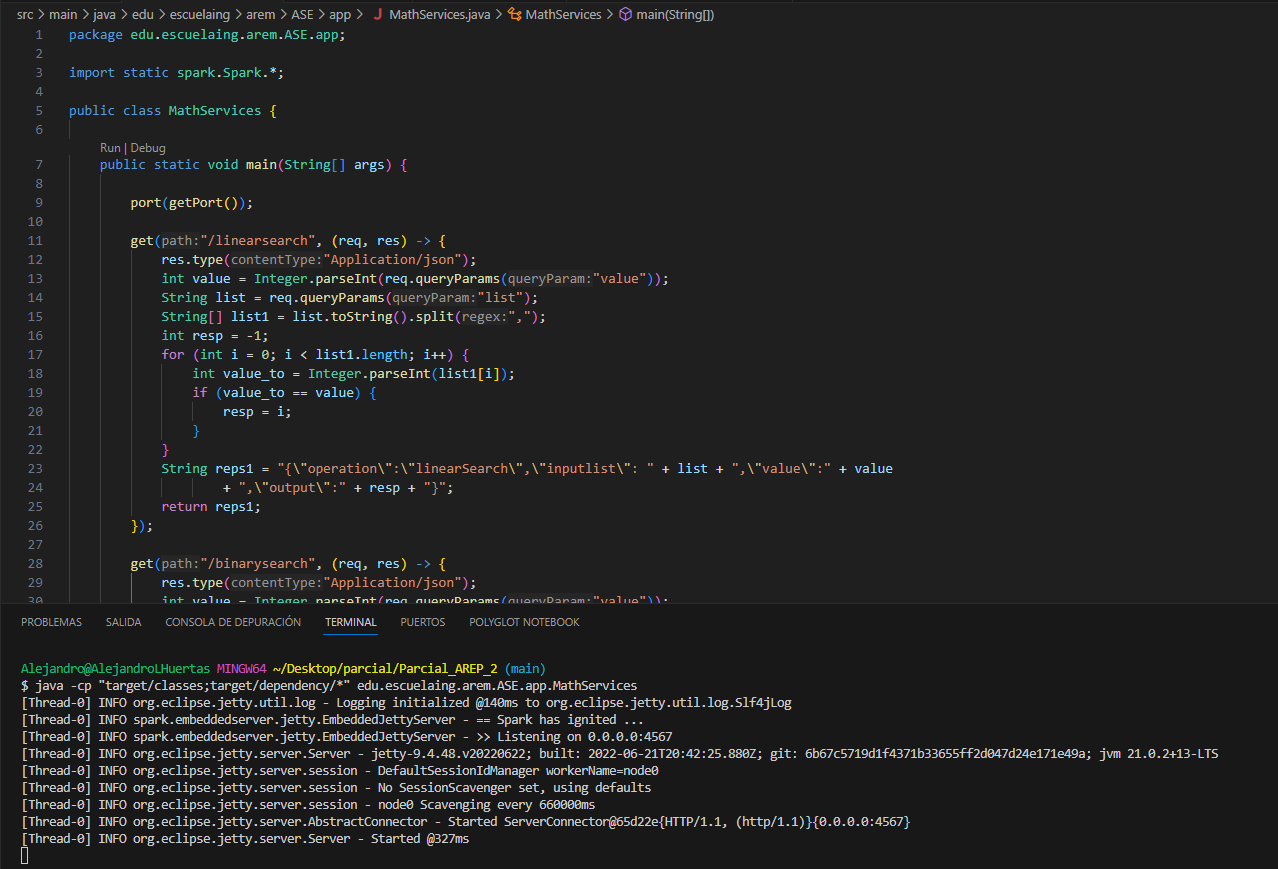 src > main > java > edu > escuelaing > arem > ASE > app > J MathServices.java > MathServices > main(String[])
1 package edu.escuelaing.arem.ASE.app;
2
3 import static spark.Spark.*;
4
5 public class MathServices {
6
Run | Debug
7 public static void main(String[] args) {
8
9 port(getPort());
10
11 get(path:"/linearsearch", (req, res) -> {
12 res.type(contentType:"Application/json");
13 int value = Integer.parseInt(req.queryParams(queryParam:"value"));
14 String list = req.queryParams(queryParam:"list");
15 String[] list1 = list.toString().split(regex:",");
16 int resp = -1;
17 for (int i = 0; i < list1.length; i++) {
18 int value_to = Integer.parseInt(list1[i]);
19 if (value_to == value) {
20 resp = i;
21 }
22 }
23 String reps1 = "{\"operation\":\"linearSearch\",\"inputlist\": " + list + ",\"value\":" + value
24 + ",\"output\":" + resp + "}";
25 return reps1;
26 });
27
28 get(path:"/binarysearch", (req, res) -> {
29 res.type(contentType:"Application/json");
30 int value = Integer.parseInt(req.queryParams(queryParam:"value"));
PROBLEMAS SALIDA CONSOLA DE DEPURACIÓN TERMINAL PUERTOS POLYGLOT NOTEBOOK
Alejandro@AlejandroLHuertas MINGW64 ~/Desktop/parcial/Parcial_AREP_2 (main)
$ java -cp "target/classes;target/dependency/*" edu.escuelaing.arem.ASE.app.MathServices
[Thread-0] INFO org.eclipse.jetty.util.log - Logging initialized @140ms to org.eclipse.jetty.util.log.Slf4jLog
[Thread-0] INFO spark.embeddedserver.jetty.EmbeddedJettyServer - == Spark has ignited ...
[Thread-0] INFO spark.embeddedserver.jetty.EmbeddedJettyServer - >> Listening on 0.0.0.0:4567
[Thread-0] INFO org.eclipse.jetty.server.Server - jetty-9.4.48.v20220622; built: 2022-06-21T20:42:25.880Z; git: 6b67c5719d1f4371b33655ff2d047d24e171e49a; jvm 21.0.2+13-LTS
[Thread-0] INFO org.eclipse.jetty.server.session - DefaultSessionIdManager workerName=node0
[Thread-0] INFO org.eclipse.jetty.server.session - No SessionScavenger set, using defaults
[Thread-0] INFO org.eclipse.jetty.server.session - node0 Scavenging every 660000ms
[Thread-0] INFO org.eclipse.jetty.server.AbstractConnector - Started ServerConnector@65d22e{HTTP/1.1, (http/1.1)}{0.0.0.0:4567}
[Thread-0] INFO org.eclipse.jetty.server.Server - Started @327ms